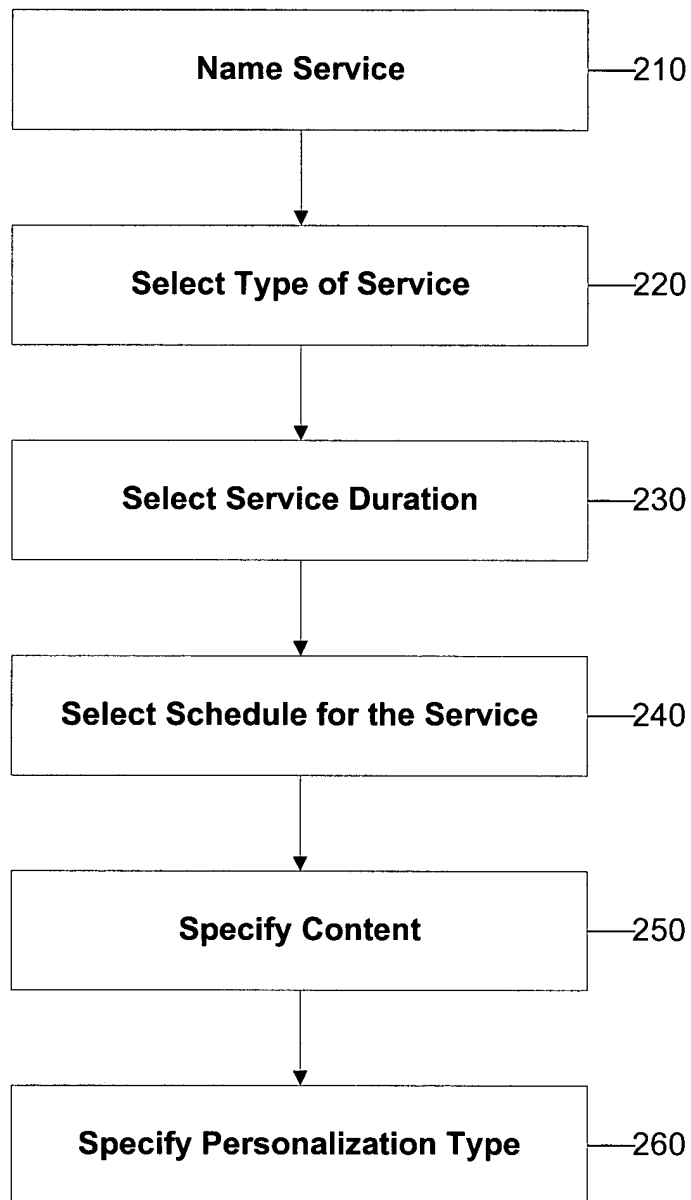 Name Service 210
Select Type of Service 220
Select Service Duration 230
Select Schedule for the Service 240
Specify Content 250
Specify Personalization Type 260